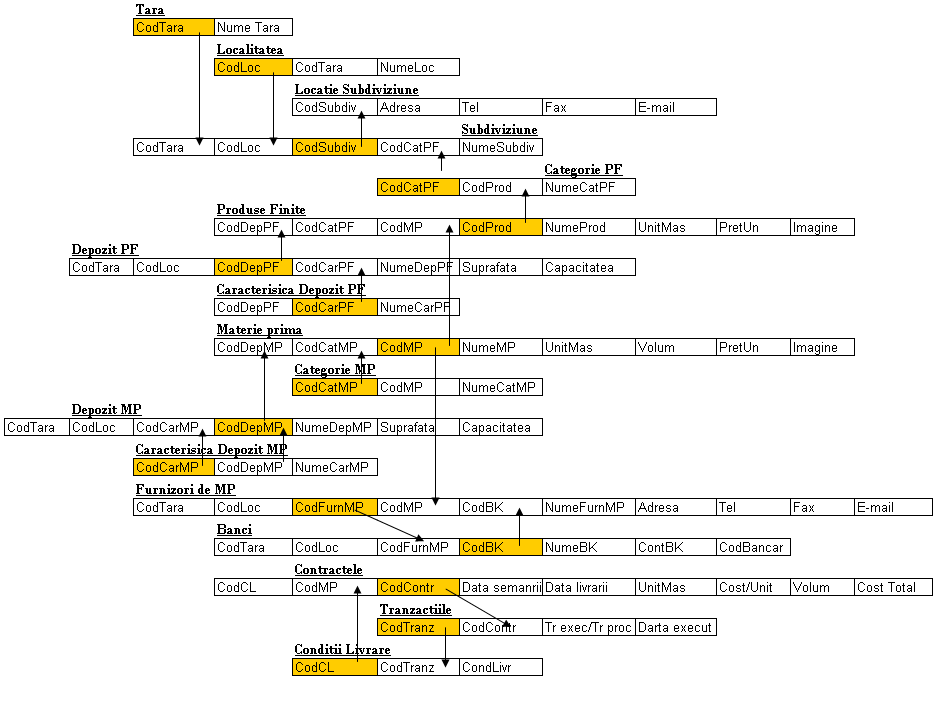 Tara
CodTara Nume Tara
Localitatea
CodLoc CodTara NumeLoc
Locatie Subdiviziune
CodSubdiv Adresa Tel Fax E-mail
Subdiviziune
CodTara CodLoc CodSubdiv CodCatPF NumeSubdiv
Categorie PF
CodCatPF CodProd NumeCatPF
Produse Finite
CodDepPF CodCatPF CodMP CodProd NumeProd UnitMas PretUn Imagine
Depozit PF
CodTara CodLoc CodDepPF CodCarPF NumeDepPF Suprafata Capacitatea
Caracterisica Depozit PF
CodDepPF CodCarPF NumeCarPF
Materie prima
CodDepMP CodCatMP CodMP NumeMP UnitMas Volum PretUn Imagine
Categorie MP
CodCatMP CodMP NumeCatMP
Depozit MP
CodTara CodLoc CodCarMP CodDepMP NumeDepMP Suprafata Capacitatea
Caracterisica Depozit MP
CodCarMP CodDepMP NumeCarMP
Furnizori de MP
CodTara CodLoc CodFurnMP CodMP CodBK NumeFurnMP Adresa Tel Fax E-mail
Banci
CodTara CodLoc CodFurnMP CodBK NumeBK ContBK CodBancar
Contractele
CodCL CodMP CodContr Data semanrii Data livrarii UnitMas Cost/Unit Volum Cost Total
Tranzactiile
CodTranz CodContr Tr exec/Tr proc Darta execut
Conditii Livrare
CodCL CodTranz CondLivr